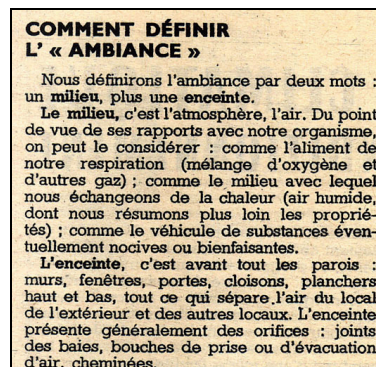 COMMENT DÉFINIR
L' « AMBIANCE »
Nous définirons l'ambiance par deux mots :
un milieu, plus une enceinte.
Le milieu, c'est l'atmosphère, l'air. Du point
de vue de ses rapports avec notre organisme,
on peut le considérer : comme l'aliment de
notre respiration (mélange d'oxygène et
d'autres gaz) ; comme le milieu avec lequel
nous échangeons de la chaleur (air humide,
dont nous résumons plus loin les proprié-
tés) ; comme le véhicule de substances éven-
tuellement nocives ou bienfaisantes.
L'enceinte, c'est avant tout les parois :
murs, fenêtres, portes, cloisons, planchers
haut et bas, tout ce qui sépare l'air du local
de l'extérieur et des autres locaux. L'enceinte
présente généralement des orifices : joints
des baies, bouches de prise ou d'évacuation
d'air, cheminées.